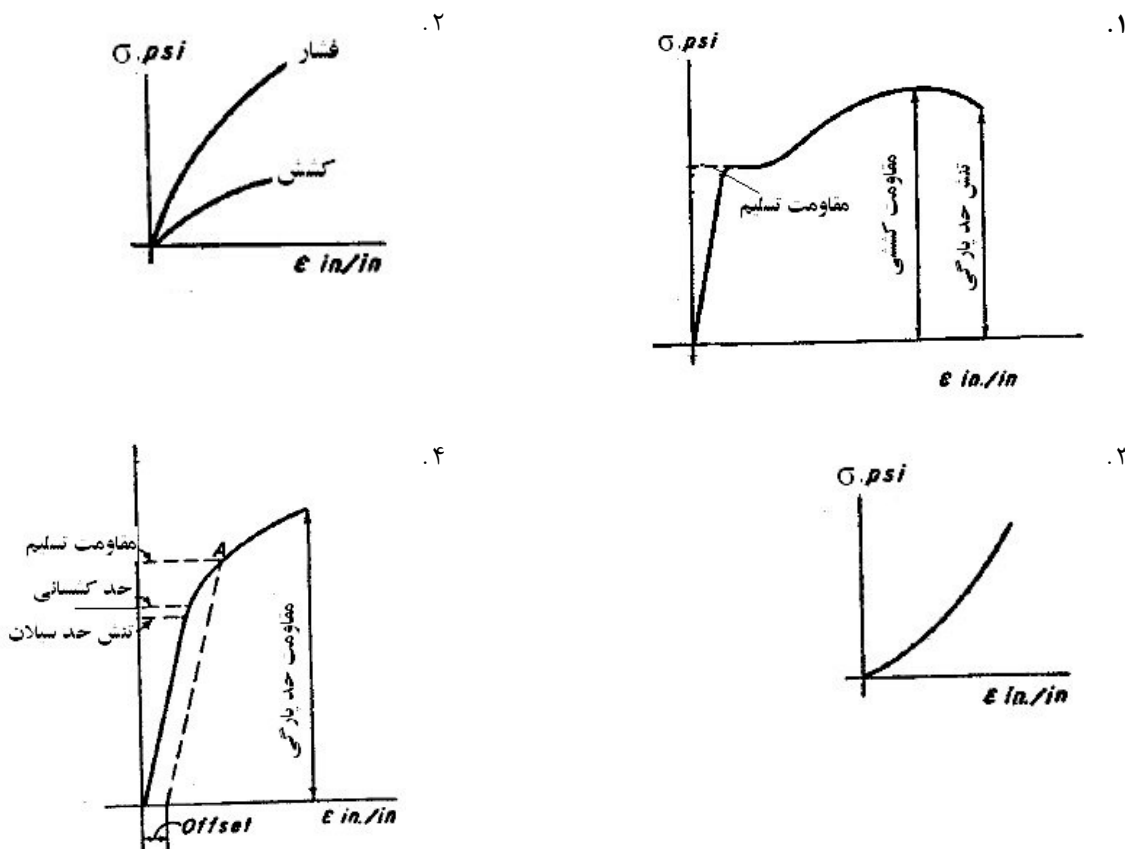 ۱.
σ.psi
مقاومت تسلیم
مقاومت کششی
تنش حد پارگی
ε in./in
۲.
σ.psi
فشار
کشش
ε in/in
۳.
σ.psi
ε in./in
۴.
مقاومت تسلیم
A
حد کشسانی
تنش حد سیلان
مقاومت حد پارگی
ε in./in
Offset